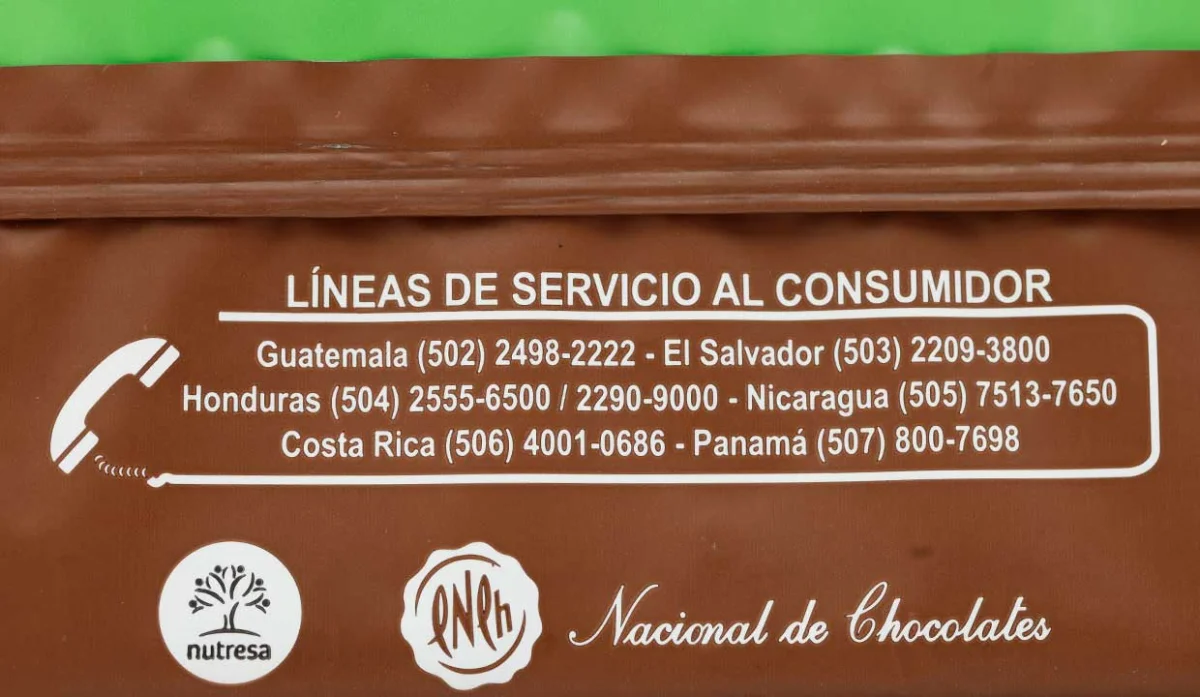 LÍNEAS DE SERVICIO AL CONSUMIDOR
Guatemala (502) 2498-2222 - El Salvador (503) 2209-3800
Honduras (504) 2555-6500 / 2290-9000 - Nicaragua (505) 7513-7650
Costa Rica (506) 4001-0686 - Panamá (507) 800-7698
nutresa
Nacional de Chocolates